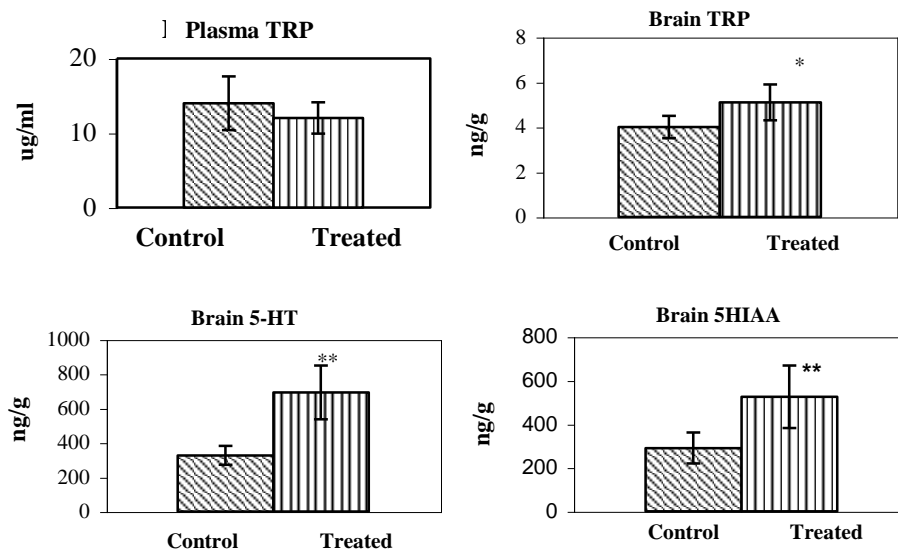 ] Plasma TRP
20
10
0
ug/ml
Control Treated
Brain TRP
8
6
4
2
0
ng/g
*
Control Treated
Brain 5-HT
1000
800
600
400
200
0
ng/g
**
Control Treated
Brain 5HIAA
800
600
400
200
0
ng/g
**
Control Treated